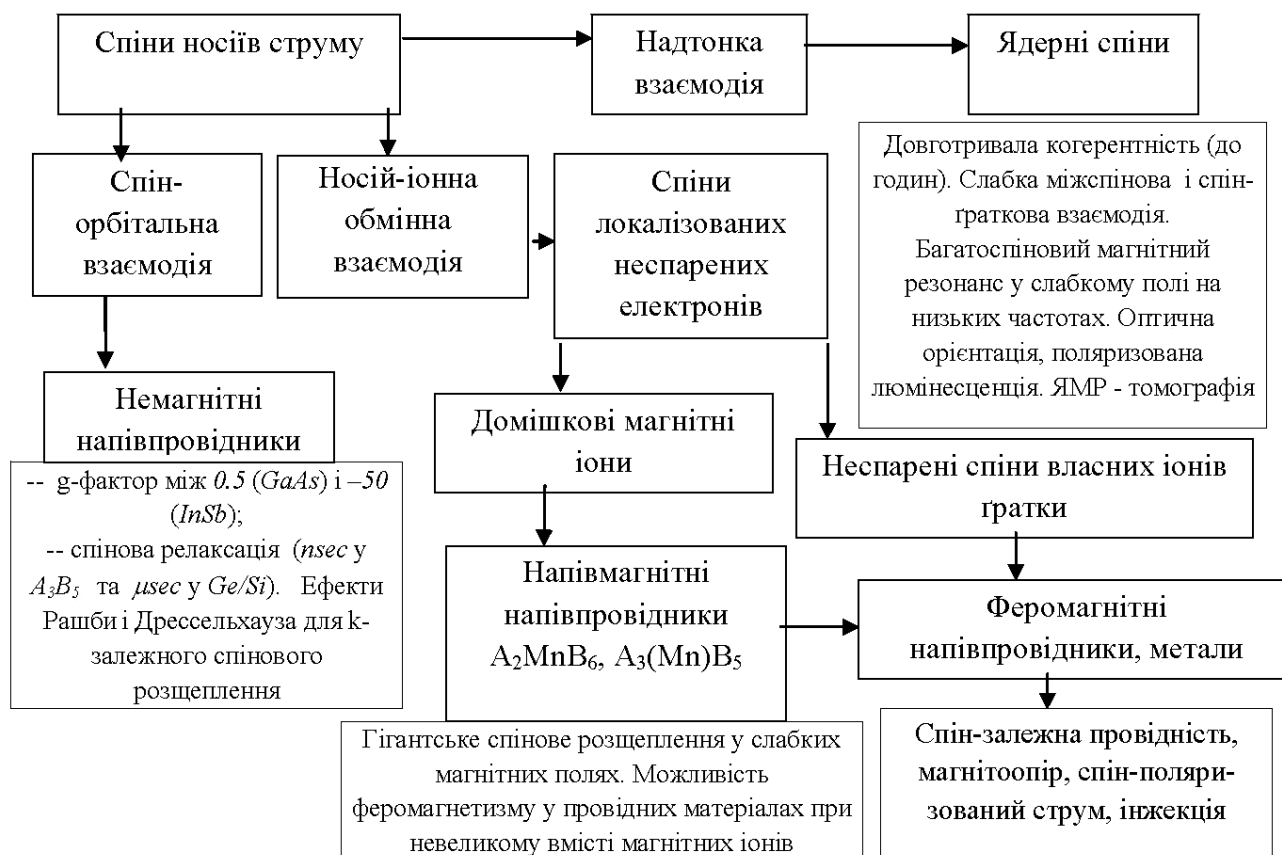 Спіни носіїв струму
Надтонка
взаємодія
Ядерні спіни
Довготривала когерентність (до
годин). Слабка міжспінова і спін-
ґраткова взаємодія.
Багатоспіновий магнітний
резонанс у слабкому полі на
низьких частотах. Оптична
орієнтація, поляризована
люмінесценція. ЯМР - томографія
Спін-
орбітальна
взаємодія
Носій-іонна
обмінна
взаємодія
Спіни
локалізованих
неспарених
електронів
Немагнітні
напівпровідники
-- g-фактор між 0.5 (GaAs) і –50
(InSb);
-- спінова релаксація (nsec у
A₃B₅ та μsec у Ge/Si). Ефекти
Рашби і Дрессельхауза для k-
залежного спінового
розщеплення
Домішкові магнітні
іони
Неспарені спіни власних іонів
ґратки
Напівмагнітні
напівпровідники
A₂MnB₆, A₃(Mn)B₅
Феромагнітні
напівпровідники, метали
Гігантське спінове розщеплення у слабких
магнітних полях. Можливість
феромагнетизму у провідних матеріалах при
невеликому вмісті магнітних іонів
Спін-залежна провідність,
магнітоопір, спін-поляри-
зований струм, інжекція